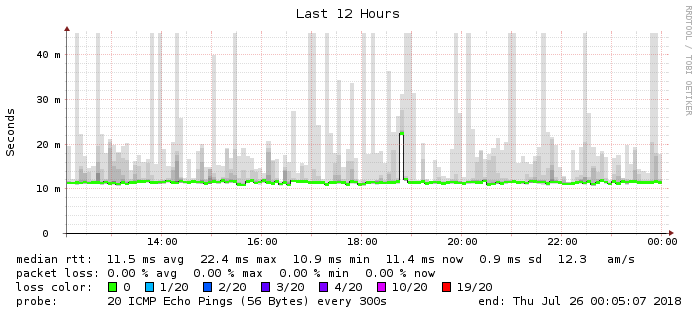 Last 12 Hours
RRDTOOL / TOBI OETIKER
Seconds
40 m
30 m
20 m
10 m
0
14:00 16:00 18:00 20:00 22:00 00:00
median rtt: 11.5 ms avg 22.4 ms max 10.9 ms min 11.4 ms now 0.9 ms sd 12.3 am/s
packet loss: 0.00 % avg 0.00 % max 0.00 % min 0.00 % now
loss color: 0 1/20 2/20 3/20 4/20 10/20 19/20
probe: 20 ICMP Echo Pings (56 Bytes) every 300s end: Thu Jul 26 00:05:07 2018